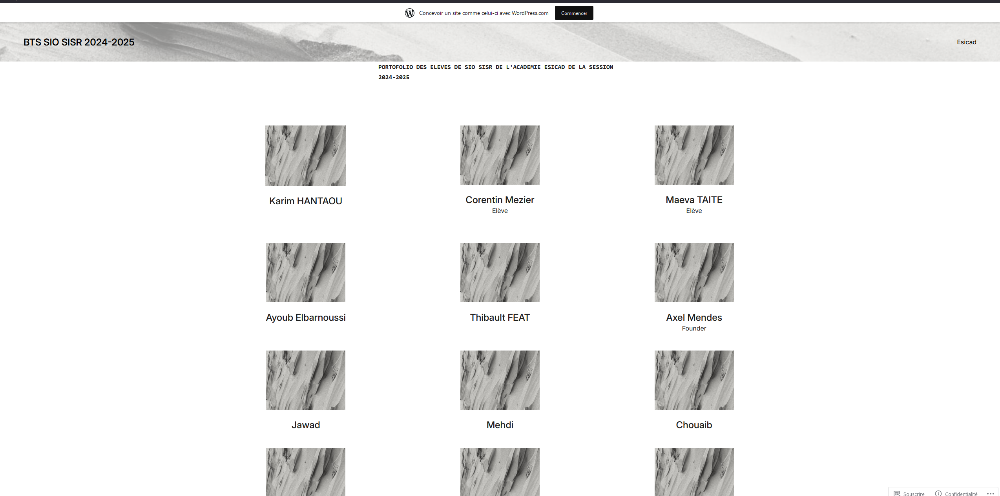 Concevoir un site comme celui-ci avec WordPress.com
Commencer
BTS SIO SISR 2024-2025
Esicad
PORTOFOLIO DES ELEVES DE SIO SISR DE L'ACADEMIE ESICAD DE LA SESSION
2024-2025
Karim HANTAOU
Corentin Mezier
Elève
Maeva TAITE
Elève
Ayoub Elbarnoussi
Thibault FEAT
Axel Mendes
Founder
Jawad
Mehdi
Chouaib
Souscrire
Confidentialité